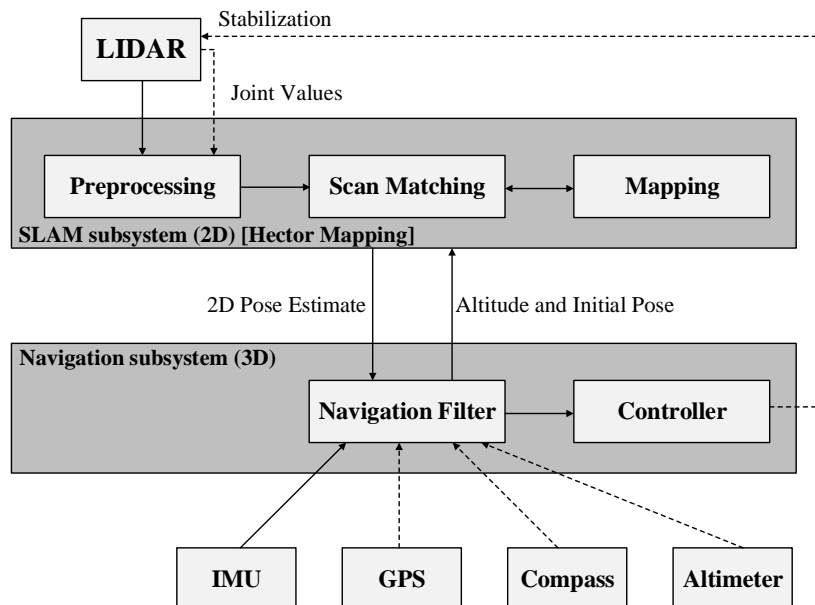 Stabilization
LIDAR
Joint Values
Preprocessing
Scan Matching
Mapping
SLAM subsystem (2D) [Hector Mapping]
2D Pose Estimate
Altitude and Initial Pose
Navigation subsystem (3D)
Navigation Filter
Controller
IMU
GPS
Compass
Altimeter